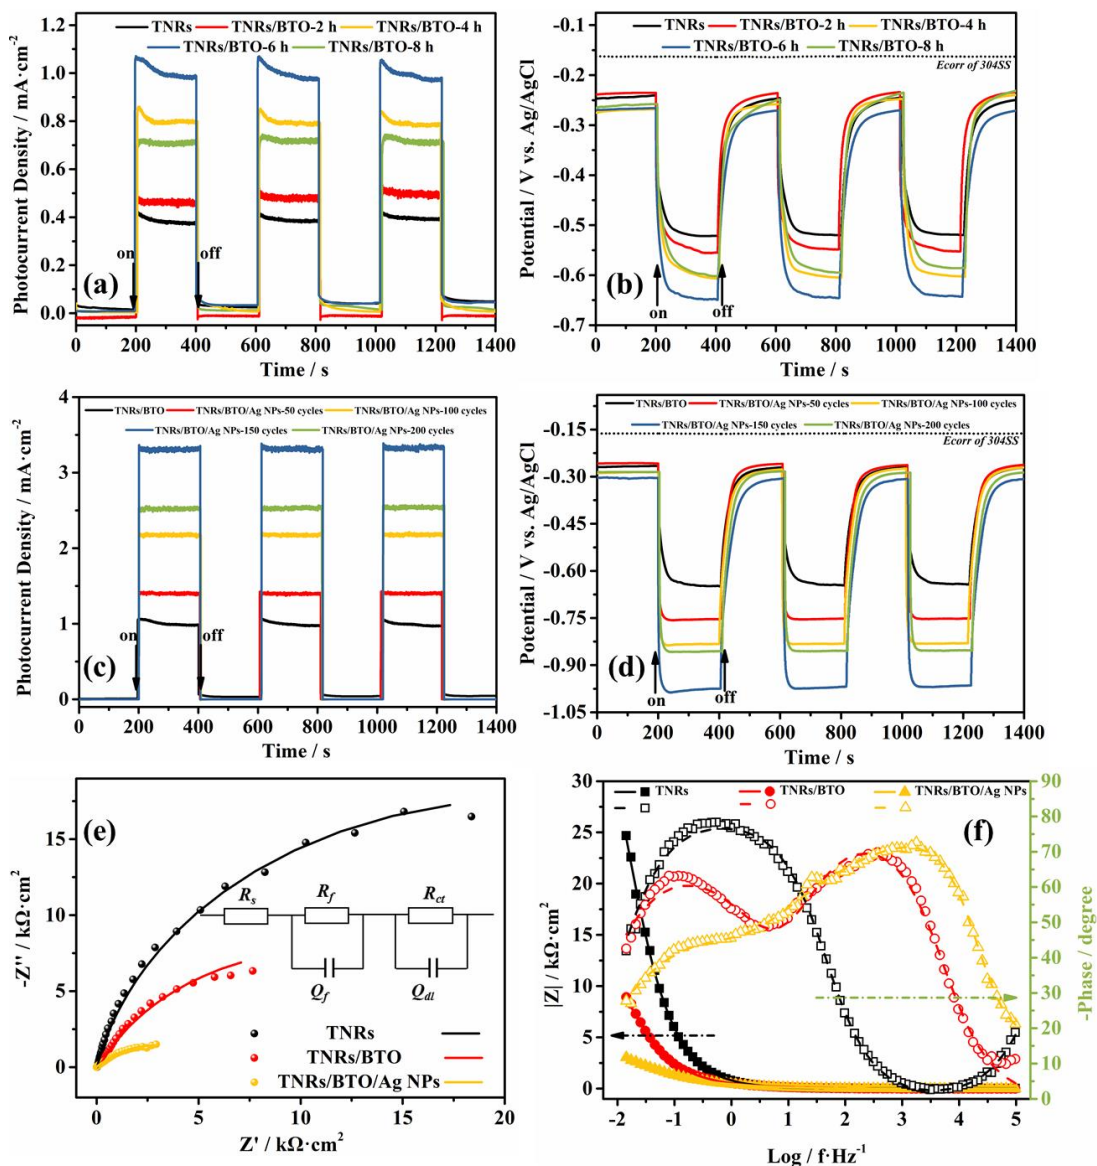 TNRs TNRs/BTO-2 h TNRs/BTO-4 h
TNRs/BTO-6 h TNRs/BTO-8 h
Photocurrent Density / mA·cm-2
1.2
1.0
0.8
0.6
0.4
0.2
0.0
on
off
(a)
0 200 400 600 800 1000 1200 1400
Time / s
TNRs TNRs/BTO-2 h TNRs/BTO-4 h
TNRs/BTO-6 h TNRs/BTO-8 h
Ecorr of 304SS
Potential / V vs. Ag/AgCl
-0.1
-0.2
-0.3
-0.4
-0.5
-0.6
-0.7
on
off
(b)
0 200 400 600 800 1000 1200 1400
Time / s
TNRs/BTO TNRs/BTO/Ag NPs-50 cycles TNRs/BTO/Ag NPs-100 cycles
TNRs/BTO/Ag NPs-150 cycles TNRs/BTO/Ag NPs-200 cycles
Photocurrent Density / mA·cm-2
4
3
2
1
0
on
off
(c)
0 200 400 600 800 1000 1200 1400
Time / s
TNRs/BTO TNRs/BTO/Ag NPs-50 cycles TNRs/BTO/Ag NPs-100 cycles
TNRs/BTO/Ag NPs-150 cycles TNRs/BTO/Ag NPs-200 cycles
Ecorr of 304SS
Potential / V vs. Ag/AgCl
-0.15
-0.30
-0.45
-0.60
-0.75
-0.90
-1.05
on
off
(d)
0 200 400 600 800 1000 1200 1400
Time / s
(e)
-Z'' / kΩ·cm2
20
15
10
5
0
Rs Rf Rct
Qf Qdl
TNRs
TNRs/BTO
TNRs/BTO/Ag NPs
0 5 10 15 20
Z' / kΩ·cm2
TNRs TNRs/BTO TNRs/BTO/Ag NPs
(f)
|Z| / kΩ·cm2
30
25
20
15
10
5
0
90
80
70
60
50
40
30
20
10
0
-Phase / degree
-2 -1 0 1 2 3 4 5
Log / f·Hz-1